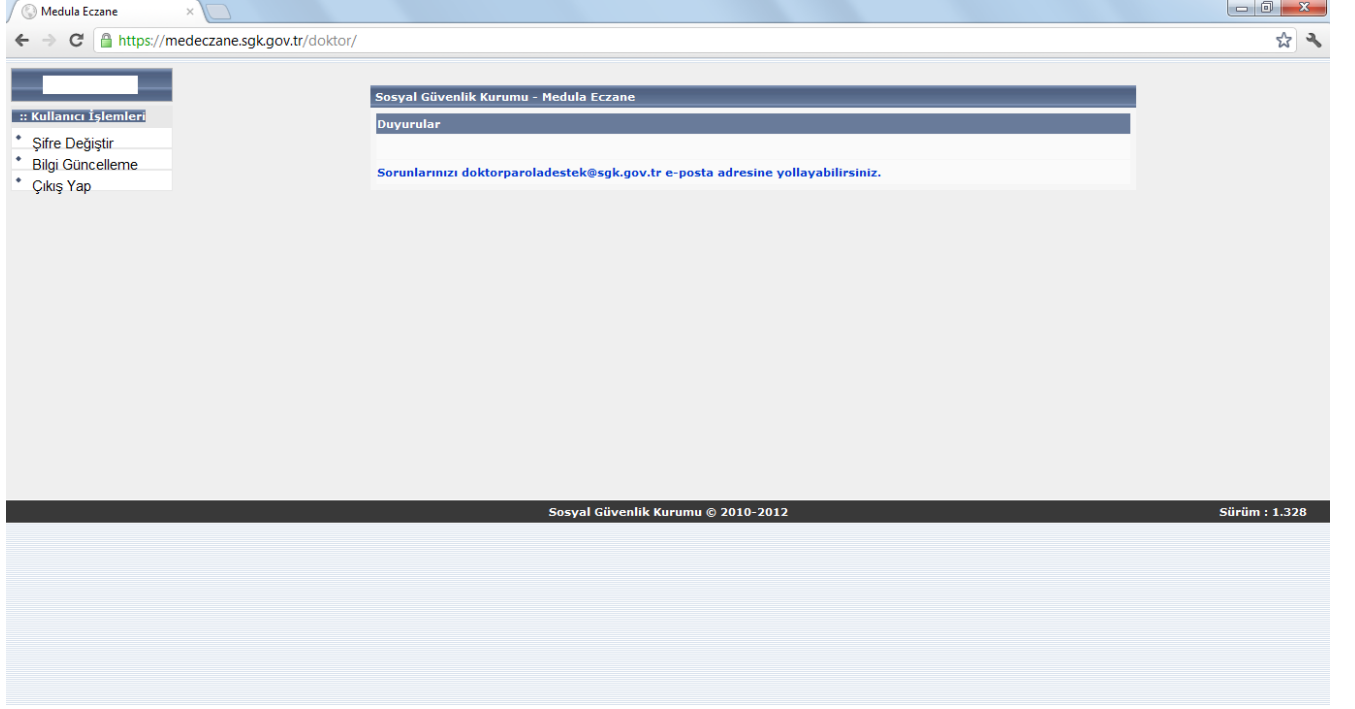 Medula Eczane
https://medeczane.sgk.gov.tr/doktor/
:: Kullanıcı İşlemleri
Şifre Değiştir
Bilgi Güncelleme
Çıkış Yap
Sosyal Güvenlik Kurumu - Medula Eczane
Duyurular
Sorunlarınızı doktorparoladestek@sgk.gov.tr e-posta adresine yollayabilirsiniz.
Sosyal Güvenlik Kurumu © 2010-2012
Sürüm : 1.328